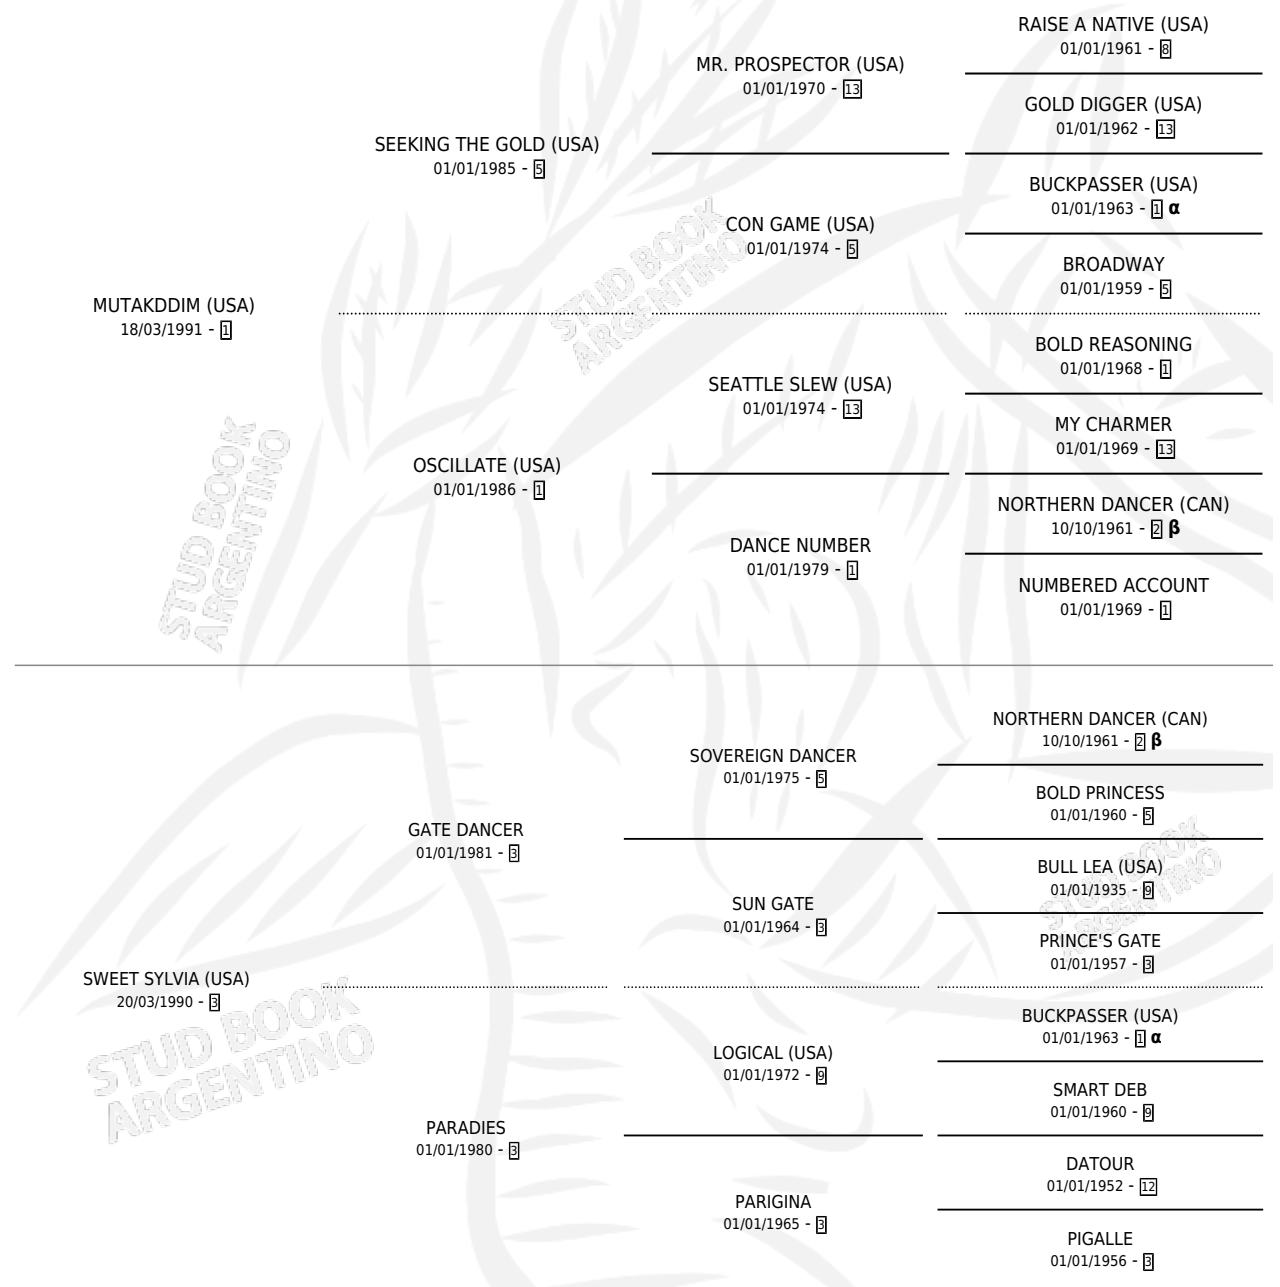 RAISE A NATIVE (USA)
01/01/1961 - 8
MR. PROSPECTOR (USA)
01/01/1970 - 13
GOLD DIGGER (USA)
01/01/1962 - 13
SEEKING THE GOLD (USA)
01/01/1985 - 5
BUCKPASSER (USA)
01/01/1963 - 1 α
CON GAME (USA)
01/01/1974 - 5
BROADWAY
01/01/1959 - 5
MUTAKDDIM (USA)
18/03/1991 - 1
BOLD REASONING
01/01/1968 - 1
SEATTLE SLEW (USA)
01/01/1974 - 13
MY CHARMER
01/01/1969 - 13
OSCILLATE (USA)
01/01/1986 - 1
NORTHERN DANCER (CAN)
10/10/1961 - 2 β
DANCE NUMBER
01/01/1979 - 1
NUMBERED ACCOUNT
01/01/1969 - 1
NORTHERN DANCER (CAN)
10/10/1961 - 2 β
SOVEREIGN DANCER
01/01/1975 - 5
BOLD PRINCESS
01/01/1960 - 5
GATE DANCER
01/01/1981 - 3
BULL LEA (USA)
01/01/1935 - 9
SUN GATE
01/01/1964 - 3
PRINCE'S GATE
01/01/1957 - 3
SWEET SYLVIA (USA)
20/03/1990 - 3
BUCKPASSER (USA)
01/01/1963 - 1 α
LOGICAL (USA)
01/01/1972 - 9
SMART DEB
01/01/1960 - 9
PARADIES
01/01/1980 - 3
DATOUR
01/01/1952 - 12
PARIGINA
01/01/1965 - 3
PIGALLE
01/01/1956 - 3
STUD BOOK
ARGENTINO
STUD BOOK
ARGENTINO
STUD BOOK
ARGENTINO
STUD BOOK
ARGENTINO